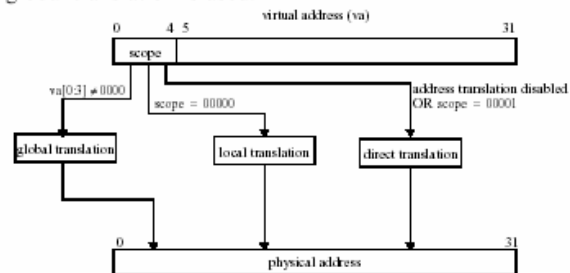 virtual address (va)
0 4 5 31
scope
va[0:3] ≠ 0000
scope = 00000
address translation disabled
OR scope = 00001
global translation
local translation
direct translation
0 31
physical address